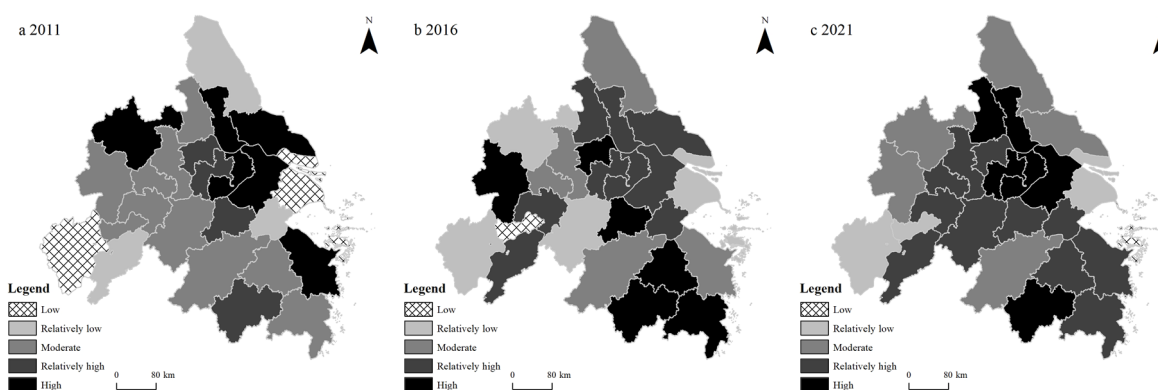 a 2011
N
Legend
Low
Relatively low
Moderate
Relatively high
High
0 80 km
b 2016
N
Legend
Low
Relatively low
Moderate
Relatively high
High
0 80 km
c 2021
Legend
Low
Relatively low
Moderate
Relatively high
High
0 80 km